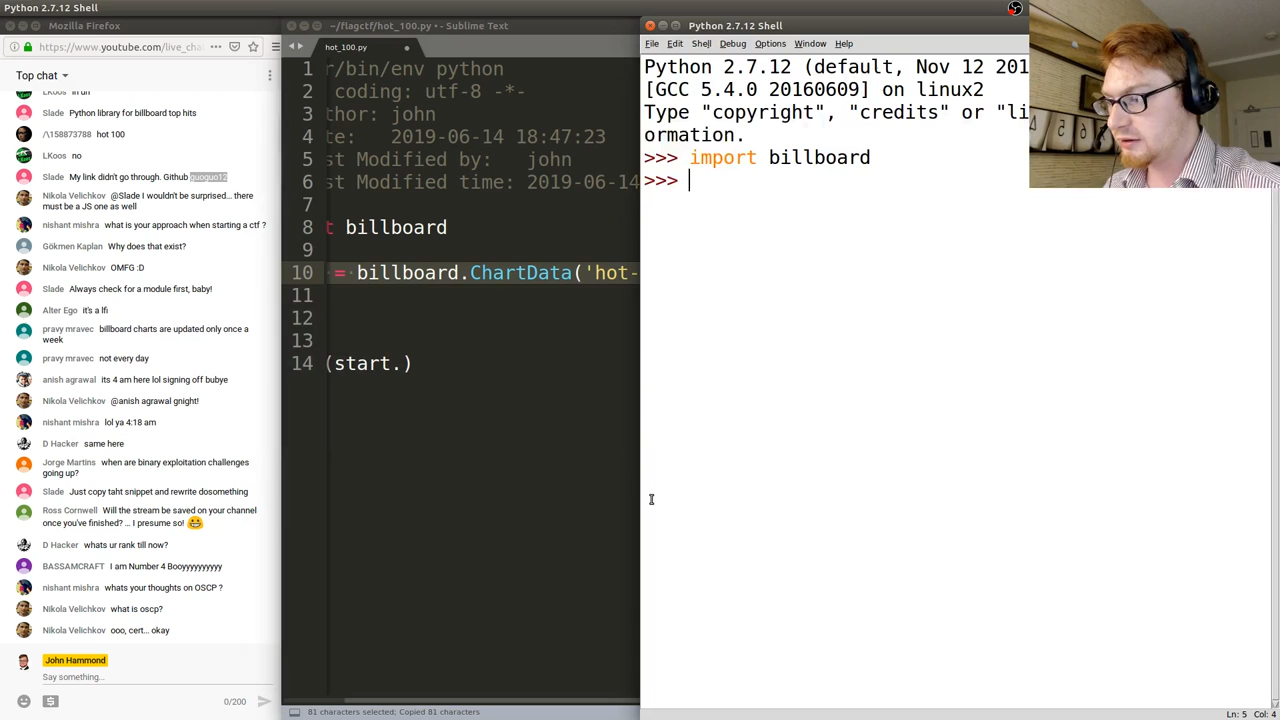 Python 2.7.12 Shell
Mozilla Firefox
https://www.youtube.com/live_cha
Top chat
LKoos
Slade Python library for billboard top hits
/\158873788 hot 100
LKoos no
Slade My link didn't go through. Github guoguo12
Nikola Velichkov @Slade I wouldn't be surprised... there
must be a JS one as well
nishant mishra what is your approach when starting a ctf ?
Gökmen Kaplan Why does that exist?
Nikola Velichkov OMFG :D
Slade Always check for a module first, baby!
Alter Ego it's a lfi
pravy mravec billboard charts are updated only once a
week
pravy mravec not every day
anish agrawal its 4 am here lol signing off bubye
Nikola Velichkov @anish agrawal gnight!
nishant mishra lol ya 4:18 am
D Hacker same here
Jorge Martins when are binary exploitation challenges
going up?
Slade Just copy taht snippet and rewrite dosomething
Ross Cornwell Will the stream be saved on your channel
once you've finished? ... I presume so!
D Hacker whats ur rank till now?
BASSAMCRAFT I am Number 4 Booyyyyyyyyy
nishant mishra whats your thoughts on OSCP ?
Nikola Velichkov what is oscp?
Nikola Velichkov ooo, cert... okay
John Hammond
Say something...
0/200
~/flagctf/hot_100.py • - Sublime Text
hot_100.py
1 r/bin/env python
2 coding: utf-8 -*-
3 thor: john
4 te: 2019-06-14 18:47:23
5 st Modified by: john
6 st Modified time: 2019-06-14
7
8 t billboard
9
10 = billboard.ChartData('hot-
11
12
13
14 (start.)
81 characters selected; Copied 81 characters
Python 2.7.12 Shell
File Edit Shell Debug Options Window Help
Python 2.7.12 (default, Nov 12 201
[GCC 5.4.0 20160609] on linux2
Type "copyright", "credits" or "li
ormation.
>>> import billboard
>>>
Ln: 5 Col: 4